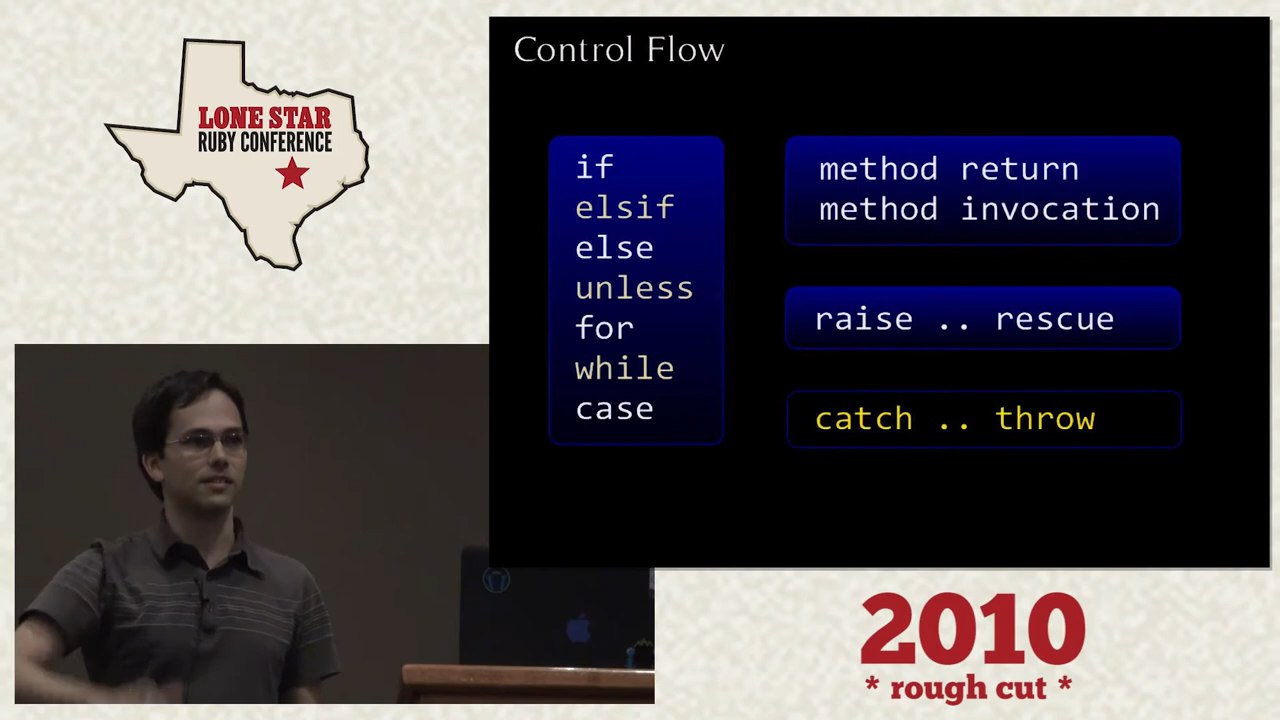 LONE STAR
RUBY CONFERENCE
Control Flow
if
elsif
else
unless
for
while
case
method return
method invocation
raise .. rescue
catch .. throw
2010
* rough cut *